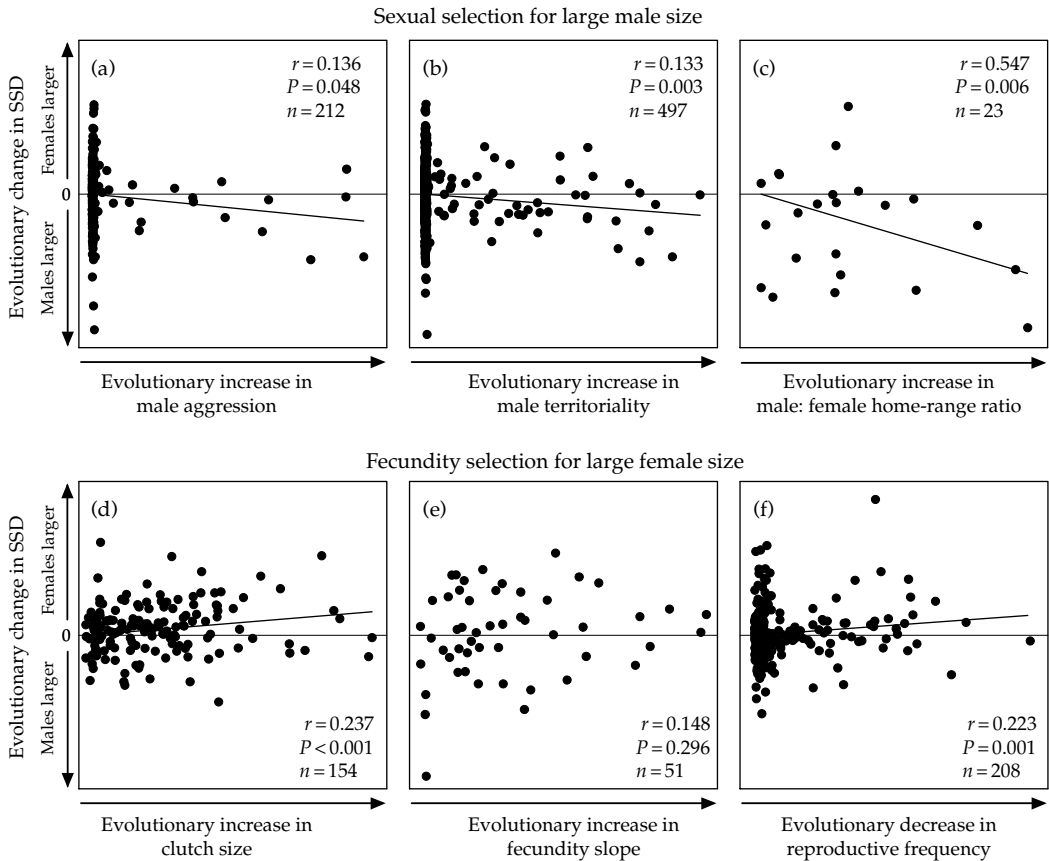 Sexual selection for large male size
Evolutionary change in SSD
Females larger
0
Males larger
(a)
r = 0.136
P = 0.048
n = 212
(b)
r = 0.133
P = 0.003
n = 497
(c)
r = 0.547
P = 0.006
n = 23
Evolutionary increase in
male aggression
Evolutionary increase in
male territoriality
Evolutionary increase in
male: female home-range ratio
Fecundity selection for large female size
Evolutionary change in SSD
Females larger
0
Males larger
(d)
r = 0.237
P < 0.001
n = 154
(e)
r = 0.148
P = 0.296
n = 51
(f)
r = 0.223
P = 0.001
n = 208
Evolutionary increase in
clutch size
Evolutionary increase in
fecundity slope
Evolutionary decrease in
reproductive frequency